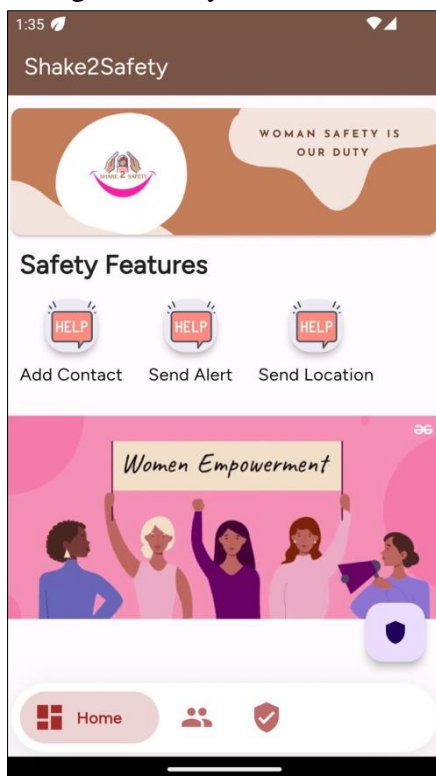 1:35
Shake2Safety
WOMAN SAFETY IS
OUR DUTY
SHAKE 2 SAFETY
Safety Features
HELP
HELP
HELP
Add Contact
Send Alert
Send Location
Women Empowerment
Home